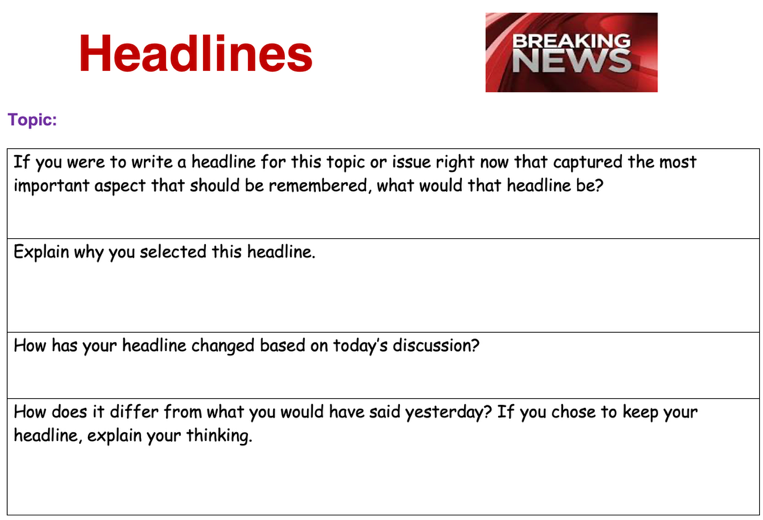 Headlines
BREAKING
NEWS
Topic:
If you were to write a headline for this topic or issue right now that captured the most
important aspect that should be remembered, what would that headline be?
Explain why you selected this headline.
How has your headline changed based on today's discussion?
How does it differ from what you would have said yesterday? If you chose to keep your
headline, explain your thinking.